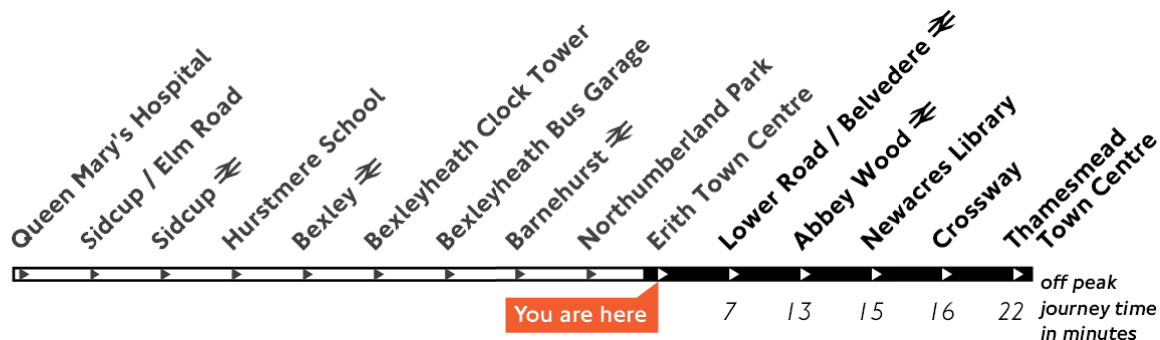 Queen Mary's Hospital
Sidcup / Elm Road
Sidcup
Hurstmere School
Bexley
Bexleyheath Clock Tower
Bexleyheath Bus Garage
Barnehurst
Northumberland Park
Erith Town Centre
Lower Road / Belvedere
Abbey Wood
Newacres Library
Crossway
Thamesmead
Town Centre
You are here
7 13 15 16 22
off peak
journey time
in minutes